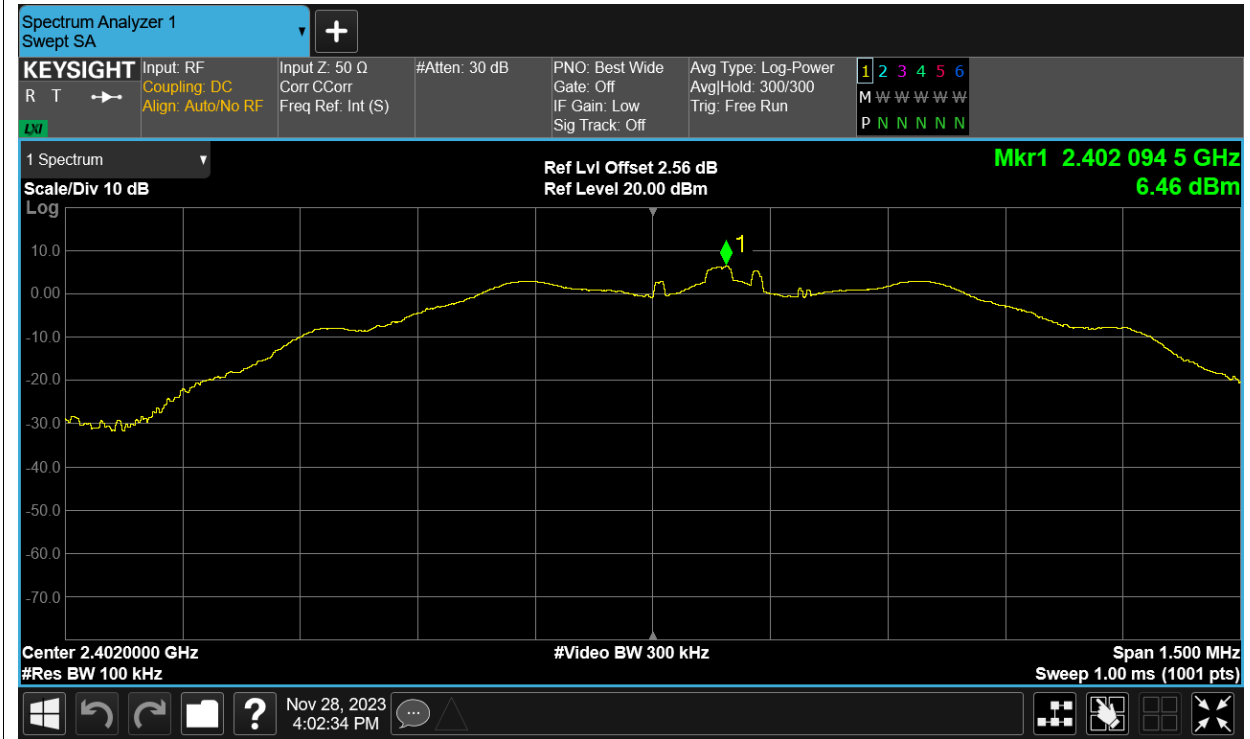 Spectrum Analyzer 1
Swept SA
KEYSIGHT
R T
LXI
Input: RF
Coupling: DC
Align: Auto/No RF
Input Z: 50 Ω
Corr CCorr
Freq Ref: Int (S)
#Atten: 30 dB
PNO: Best Wide
Gate: Off
IF Gain: Low
Sig Track: Off
Avg Type: Log-Power
Avg|Hold: 300/300
Trig: Free Run
1 2 3 4 5 6
M W W W W W
P N N N N N
1 Spectrum
Scale/Div 10 dB
Log
Ref Lvl Offset 2.56 dB
Ref Level 20.00 dBm
Mkr1 2.402 094 5 GHz
6.46 dBm
1
10.0
0.00
-10.0
-20.0
-30.0
-40.0
-50.0
-60.0
-70.0
Center 2.4020000 GHz
#Res BW 100 kHz
#Video BW 300 kHz
Span 1.500 MHz
Sweep 1.00 ms (1001 pts)
?
Nov 28, 2023
4:02:34 PM